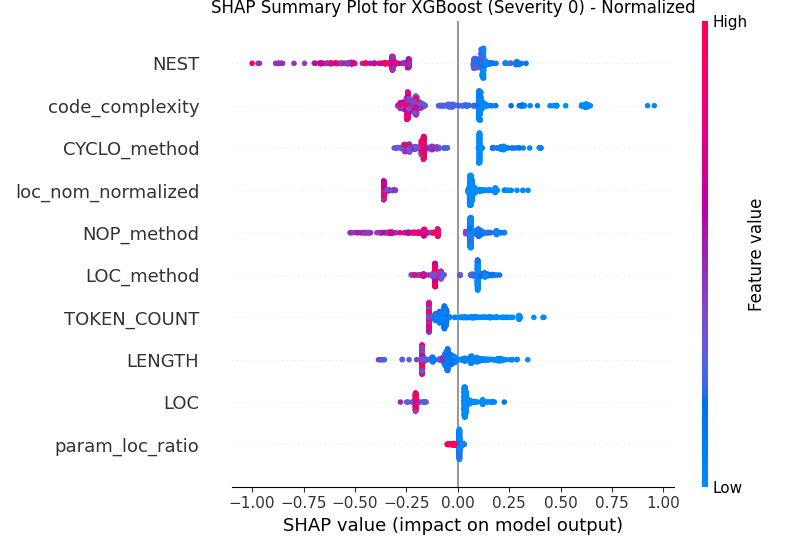 SHAP Summary Plot for XGBoost (Severity 0) - Normalized
High
NEST
code_complexity
CYCLO_method
loc_nom_normalized
NOP_method
LOC_method
TOKEN_COUNT
LENGTH
LOC
param_loc_ratio
Feature value
Low
−1.00 −0.75 −0.50 −0.25 0.00 0.25 0.50 0.75 1.00
SHAP value (impact on model output)